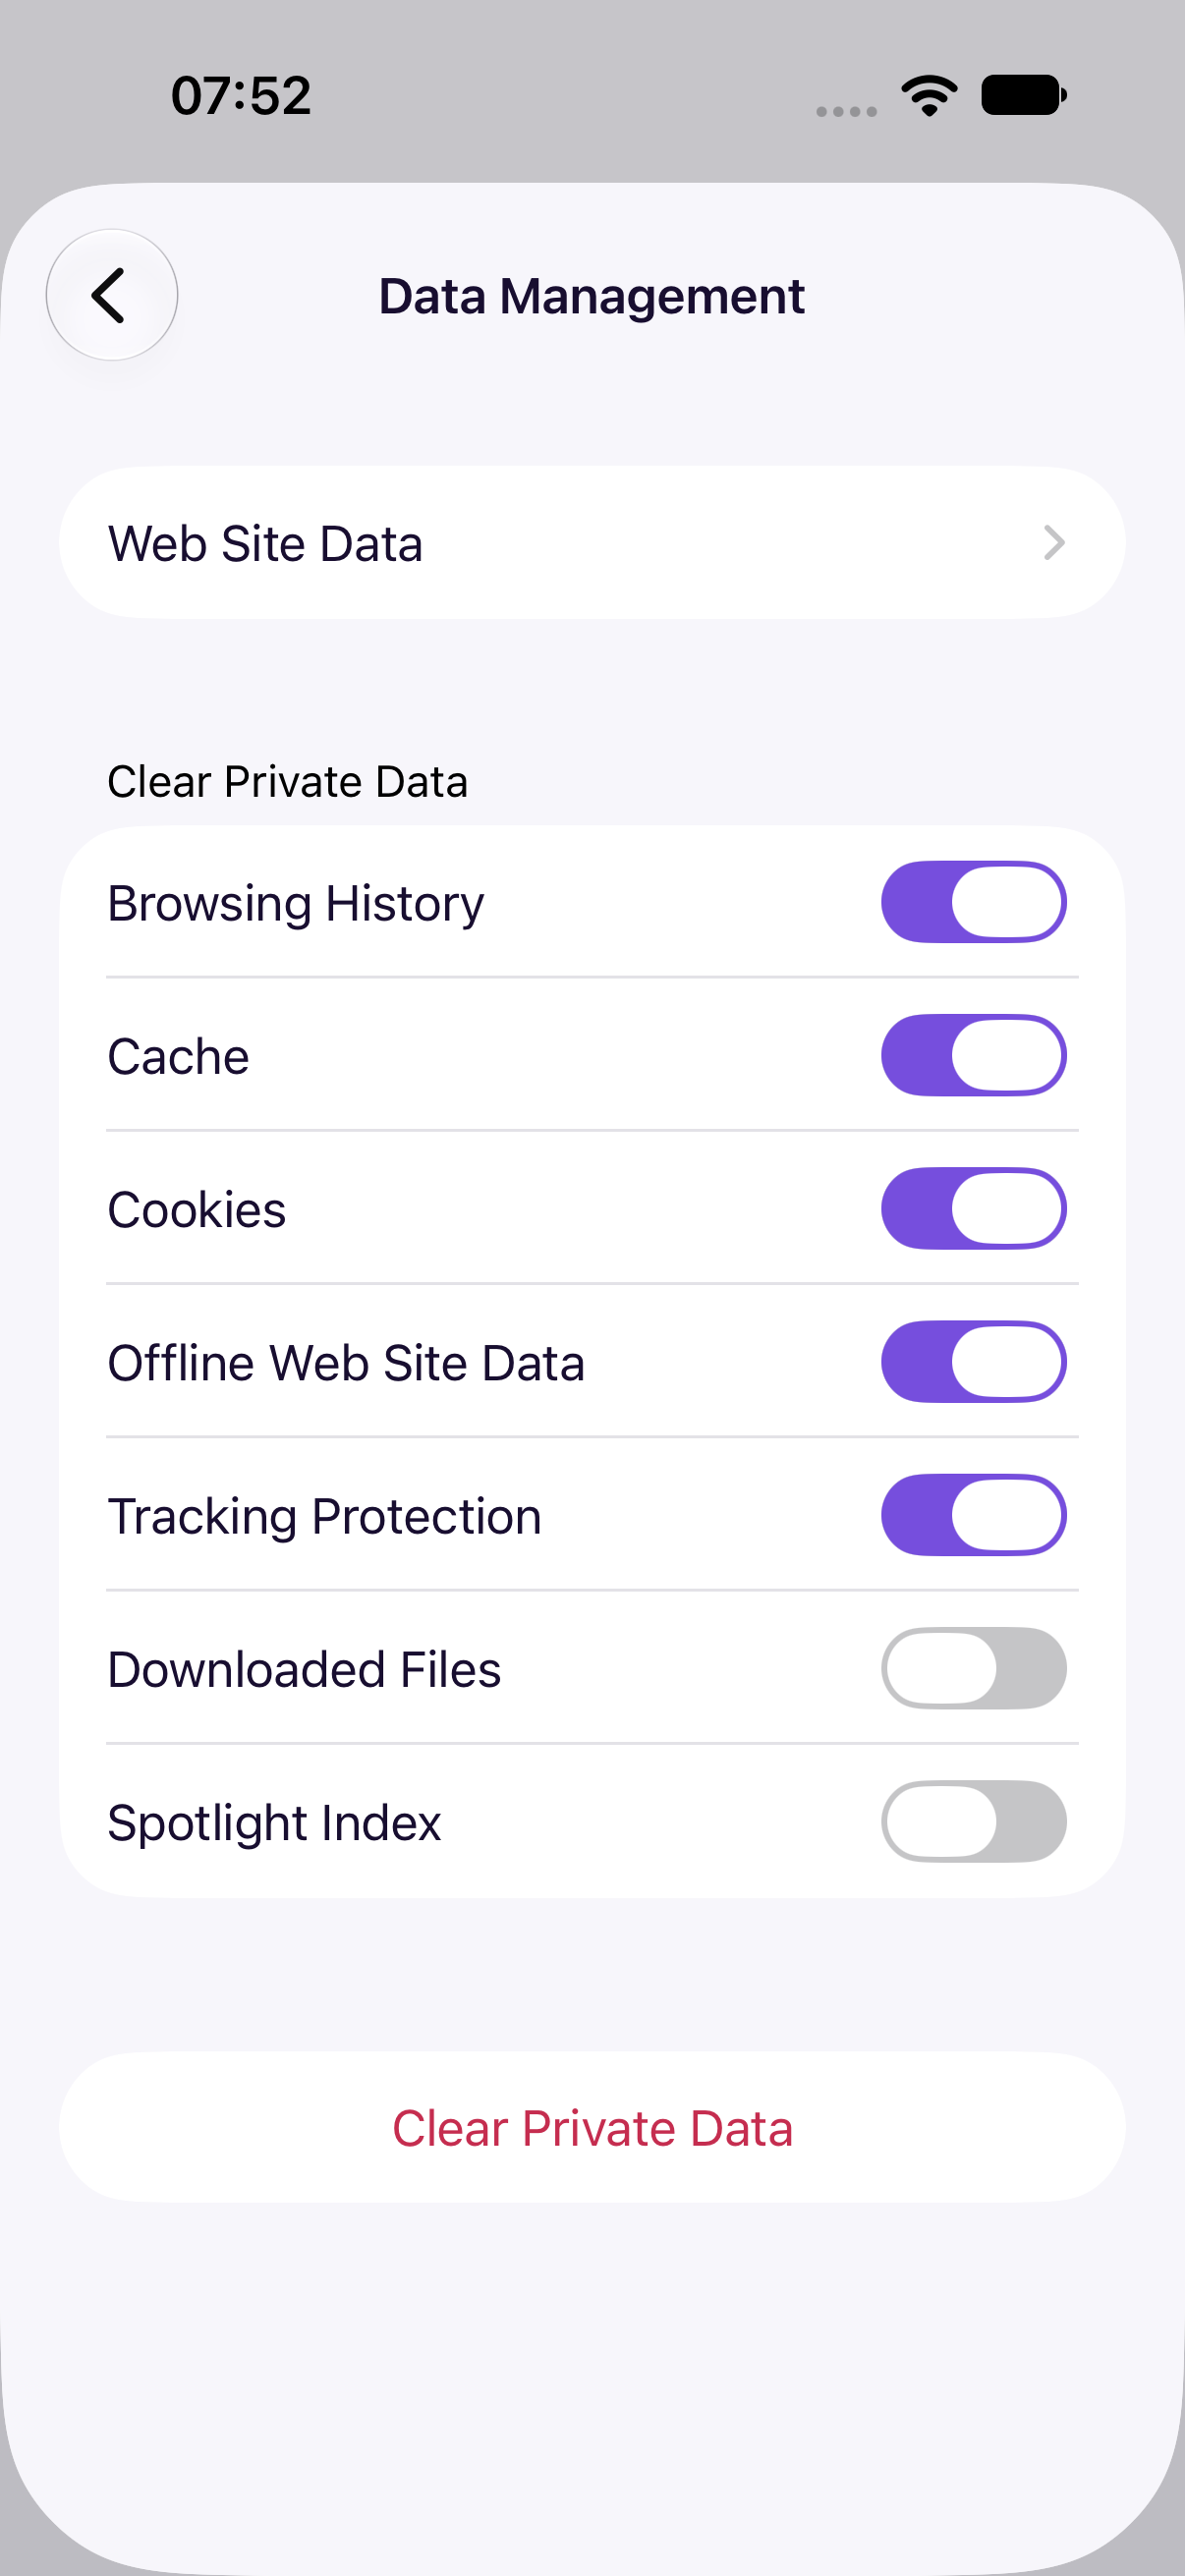 07:52
Data Management
Web Site Data
Clear Private Data
Browsing History
Cache
Cookies
Offline Web Site Data
Tracking Protection
Downloaded Files
Spotlight Index
Clear Private Data